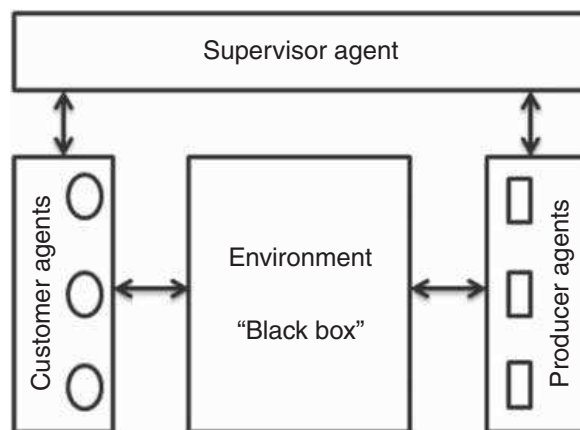 Supervisor agent
Customer agents
Environment
“Black box”
Producer agents